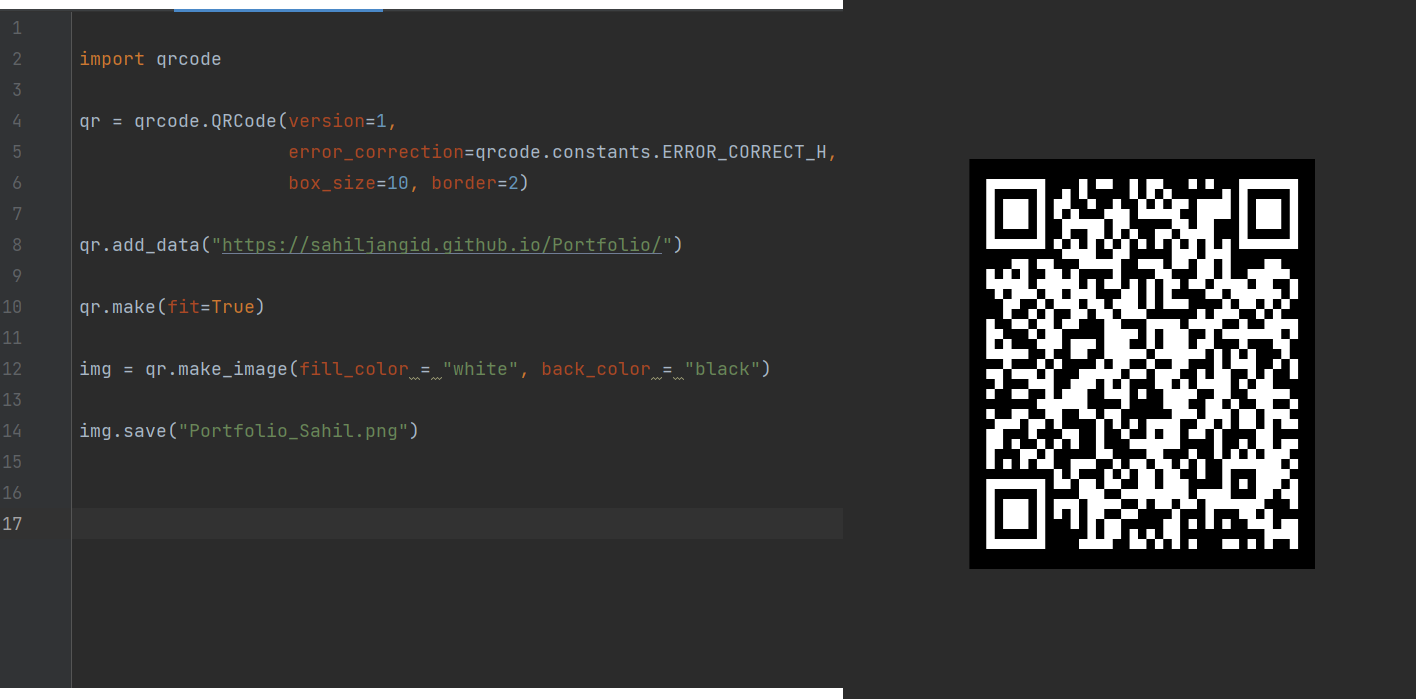 1
2 import qrcode
3
4 qr = qrcode.QRCode(version=1,
5 error_correction=qrcode.constants.ERROR_CORRECT_H,
6 box_size=10, border=2)
7
8 qr.add_data("https://sahiljangid.github.io/Portfolio/")
9
10 qr.make(fit=True)
11
12 img = qr.make_image(fill_color = "white", back_color = "black")
13
14 img.save("Portfolio_Sahil.png")
15
16
17